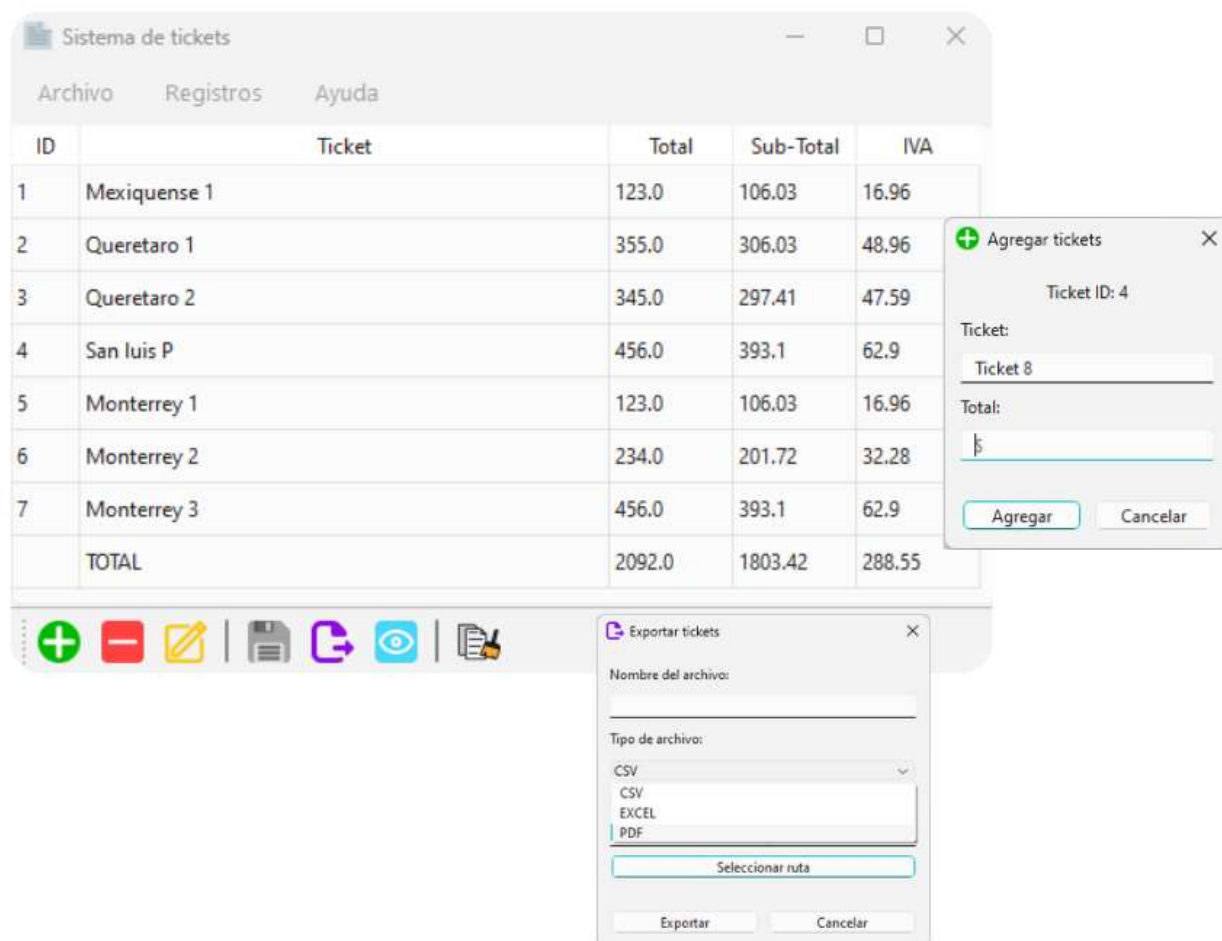 Sistema de tickets
Archivo Registros Ayuda
ID Ticket Total Sub-Total IVA
1 Mexiquense 1 123.0 106.03 16.96
2 Queretaro 1 355.0 306.03 48.96
3 Queretaro 2 345.0 297.41 47.59
4 San luis P 456.0 393.1 62.9
5 Monterrey 1 123.0 106.03 16.96
6 Monterrey 2 234.0 201.72 32.28
7 Monterrey 3 456.0 393.1 62.9
TOTAL 2092.0 1803.42 288.55
Agregar tickets
Ticket ID: 4
Ticket:
Ticket 8
Total:
$
Agregar Cancelar
Exportar tickets
Nombre del archivo:
Tipo de archivo:
CSV
CSV
EXCEL
PDF
Seleccionar ruta
Exportar Cancelar